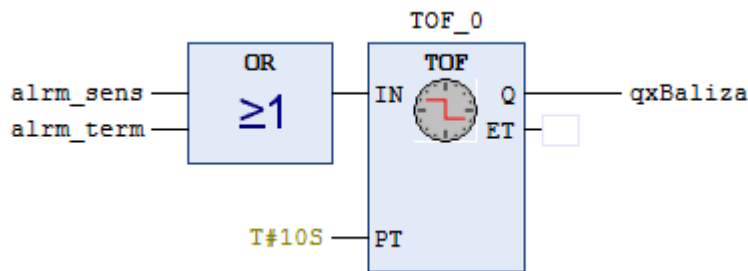 TOF_0
OR
TOF
alrm_sens
≥1
IN
Q
qxBaliza
alrm_term
ET
T#10S
PT